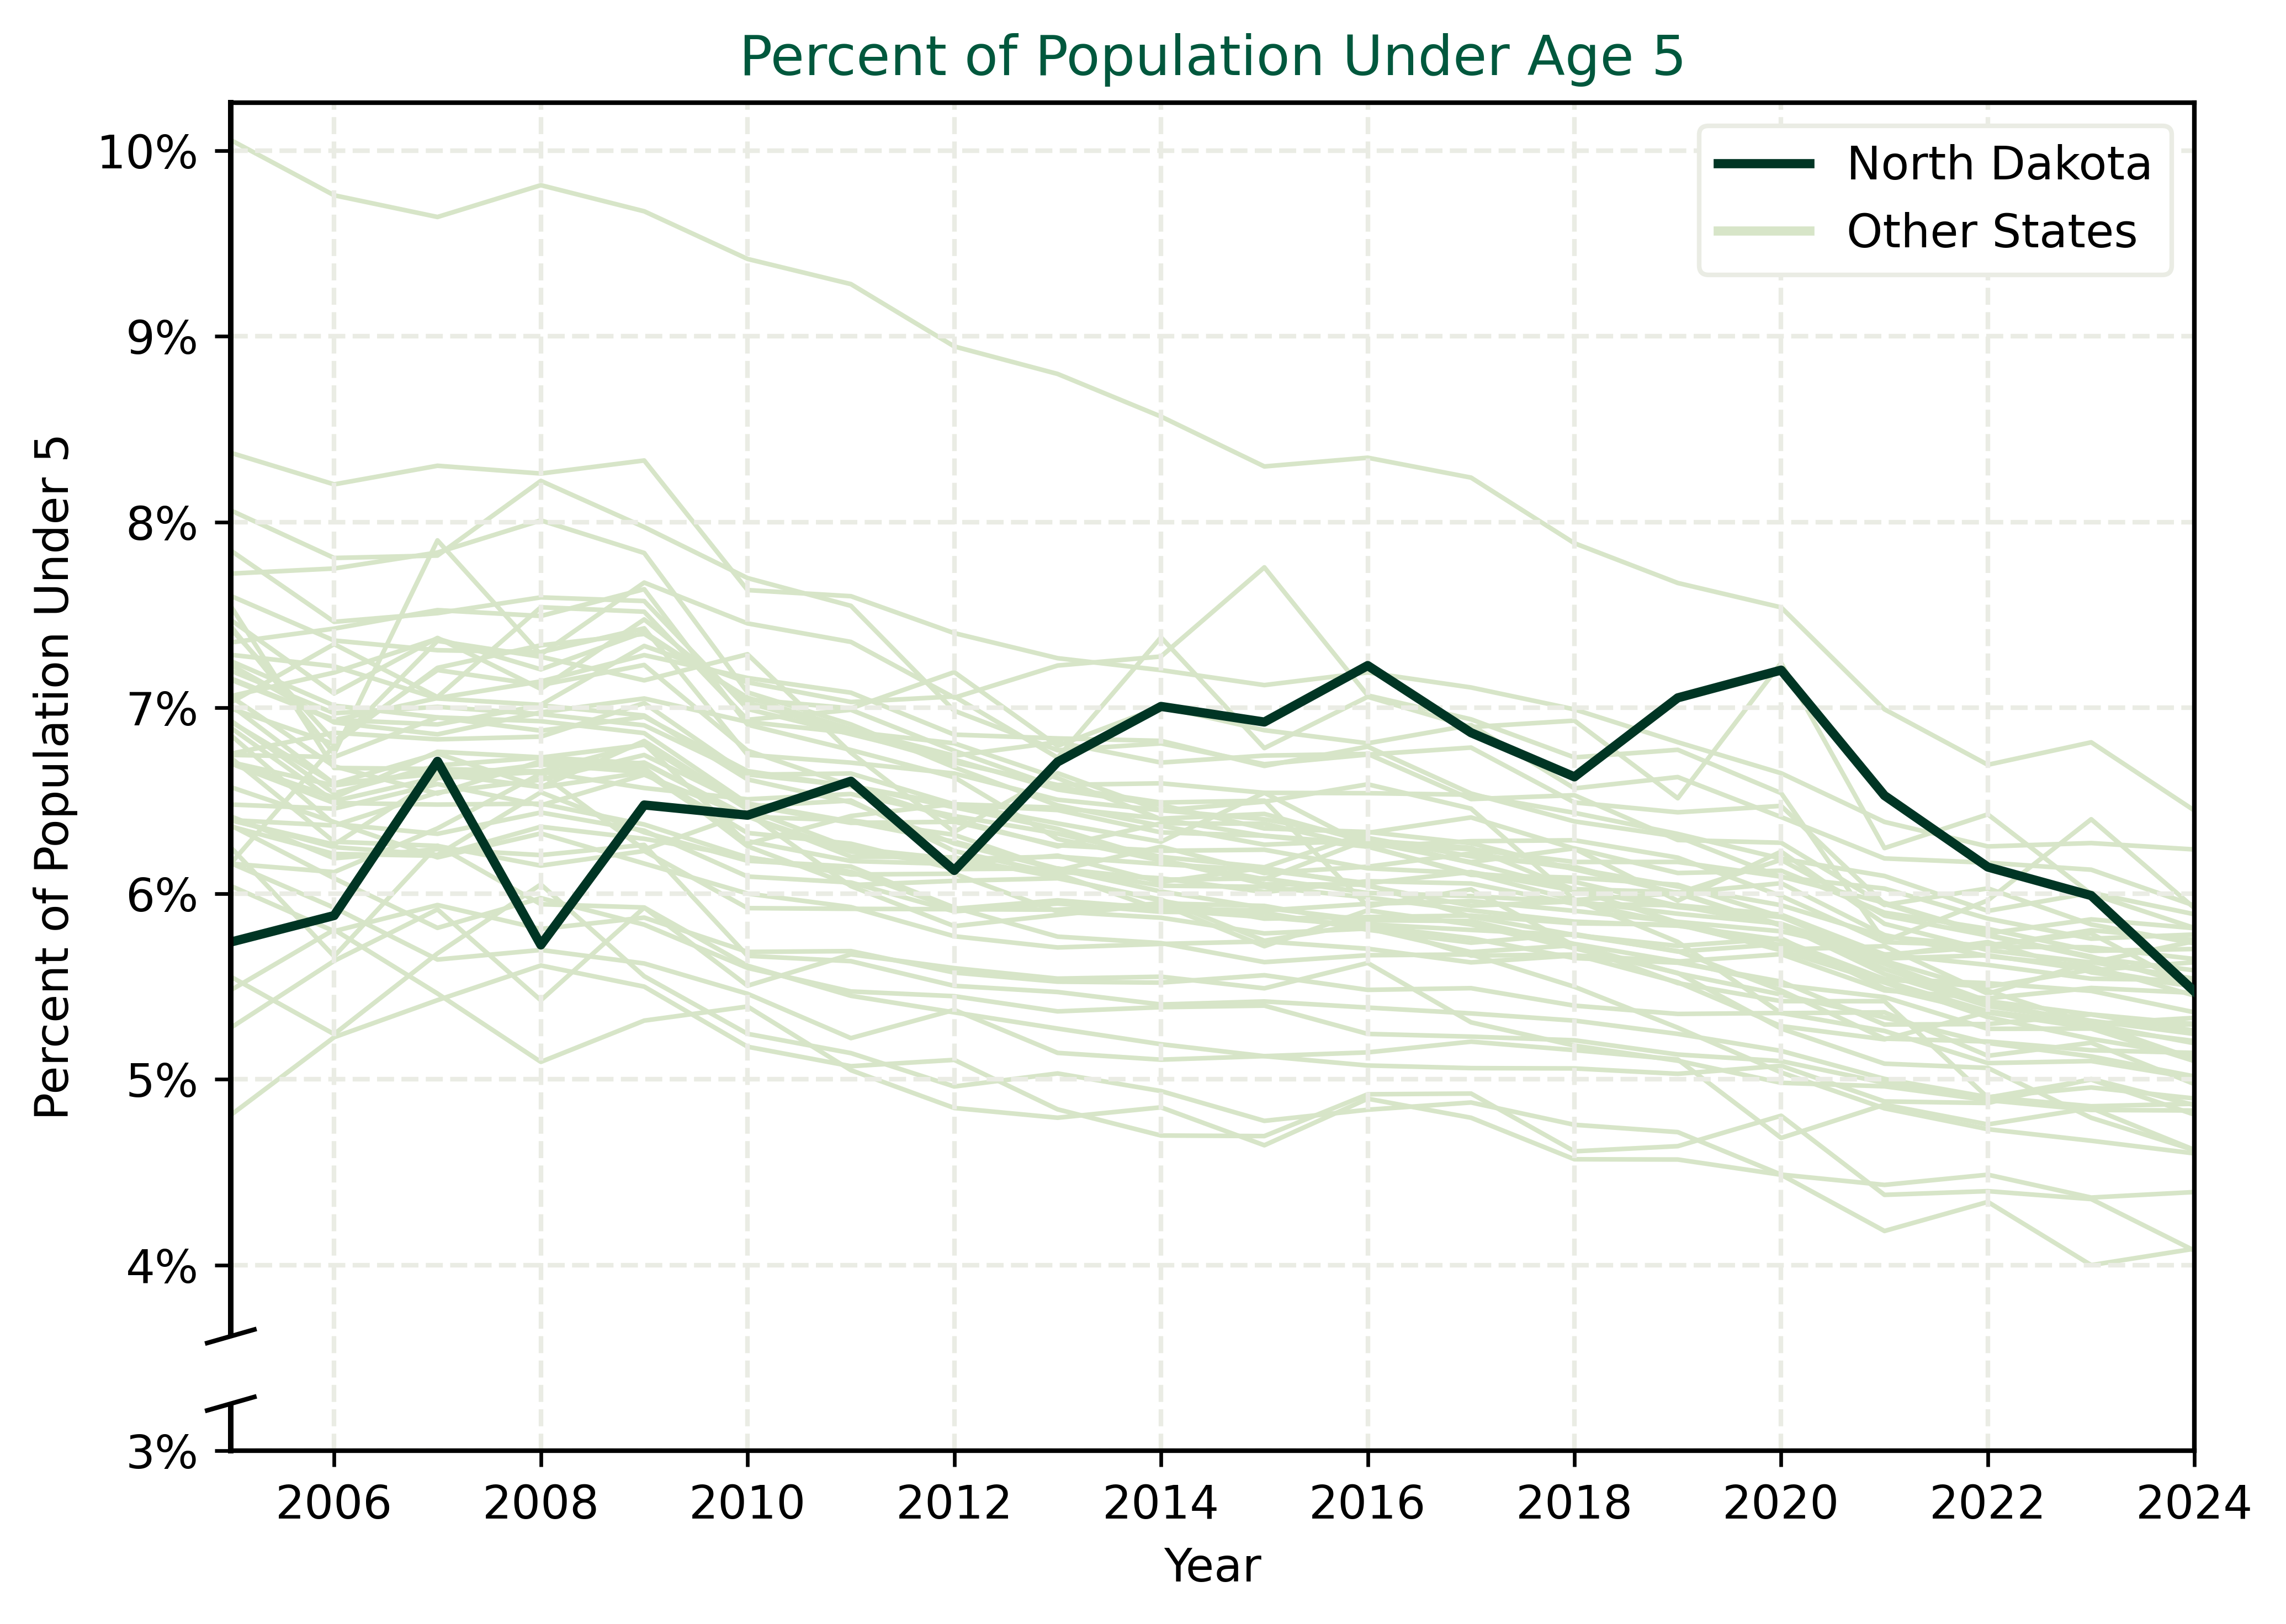 Percent of Population Under Age 5
North Dakota
Other States
Percent of Population Under 5
10%
9%
8%
7%
6%
5%
4%
3%
2006 2008 2010 2012 2014 2016 2018 2020 2022 2024
Year